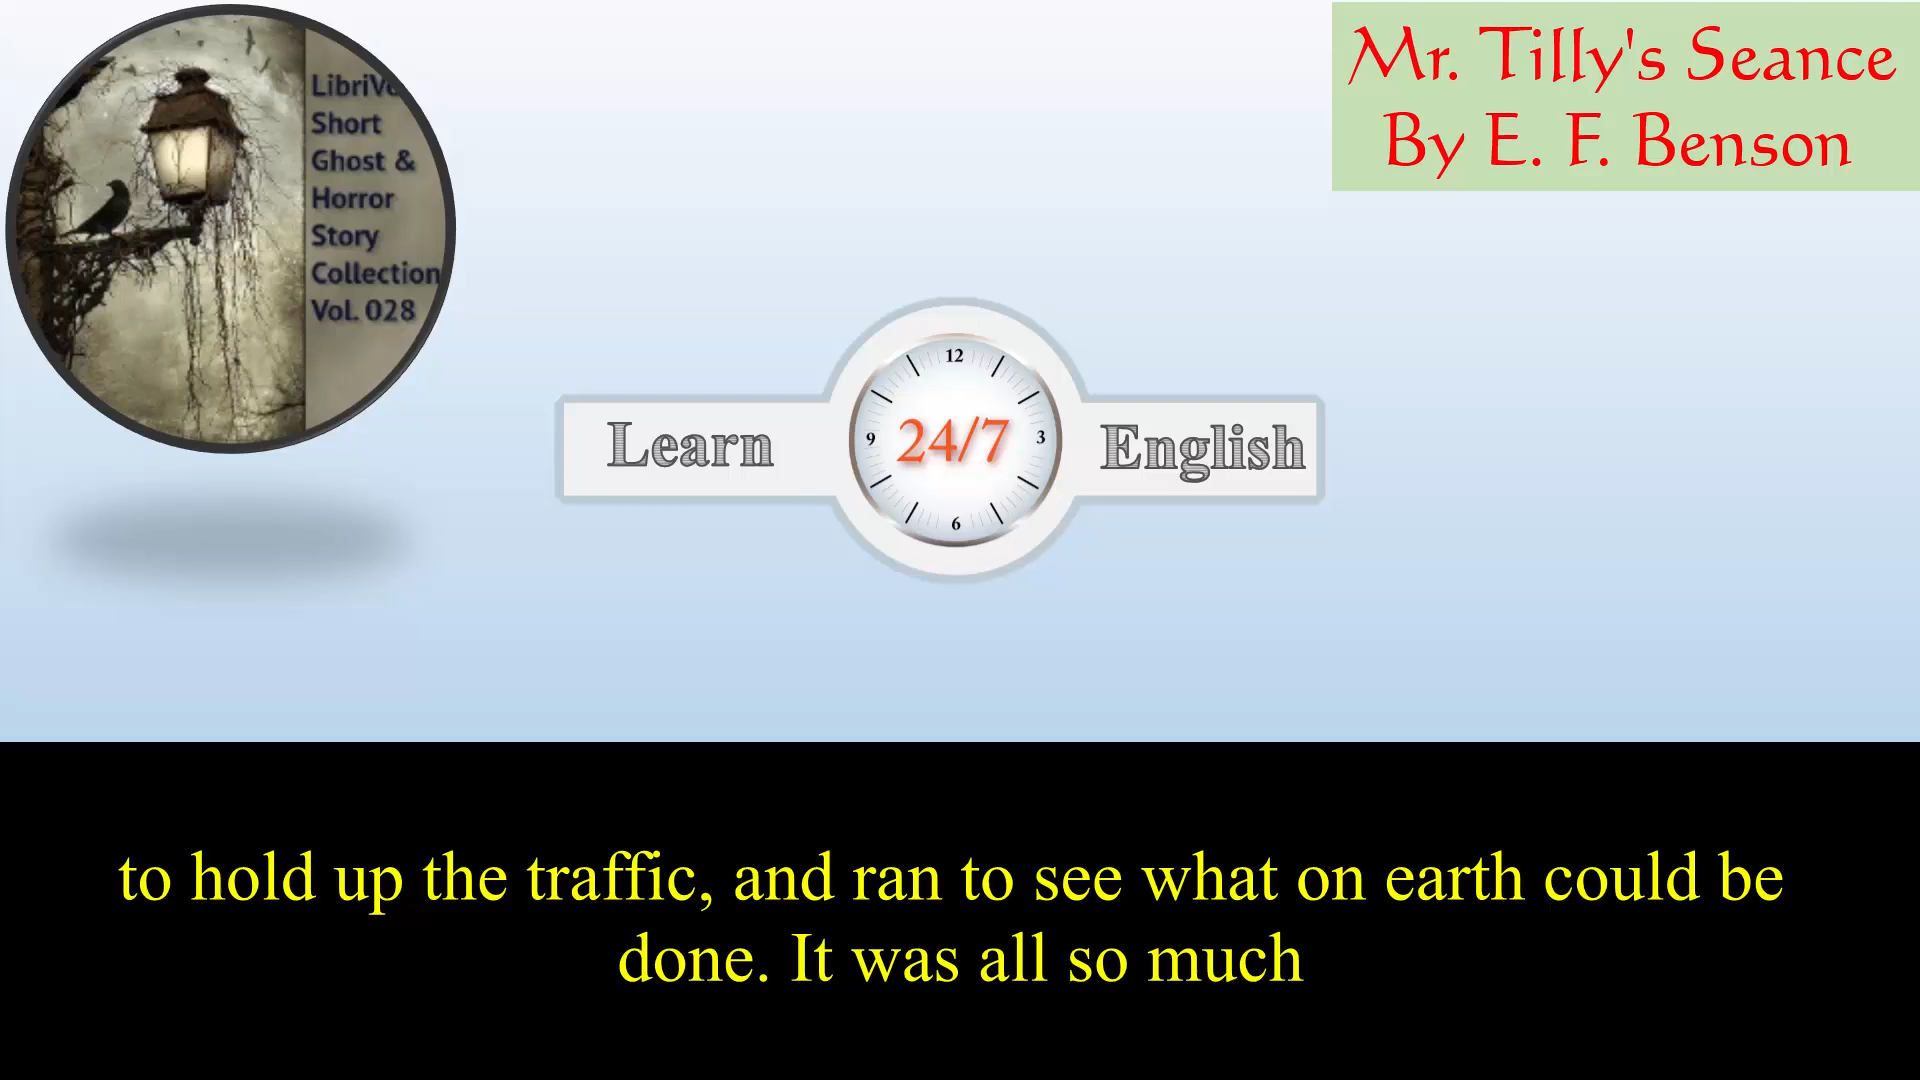 LibriVo
Short
Ghost &
Horror
Story
Collection
Vol. 028
Mr. Tilly's Seance
By E. F. Benson
12
9
3
6
Learn
24/7
English
to hold up the traffic, and ran to see what on earth could be
done. It was all so much